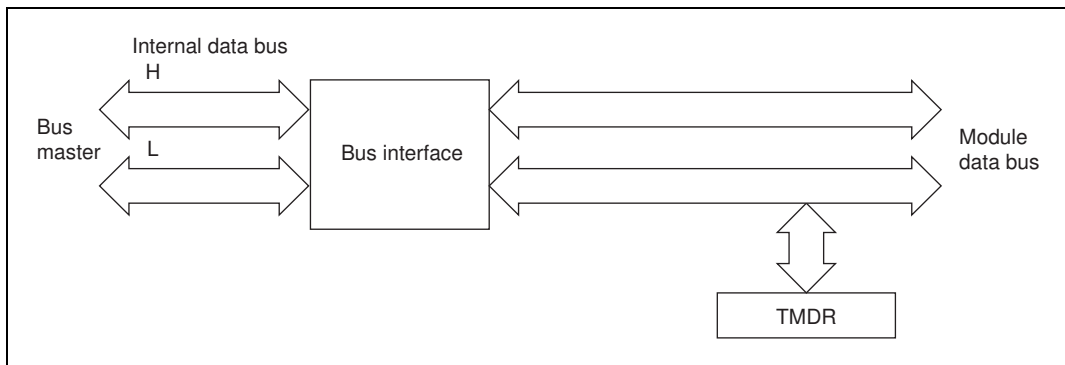 Internal data bus
H
Bus
master
L
Bus interface
Module
data bus
TMDR